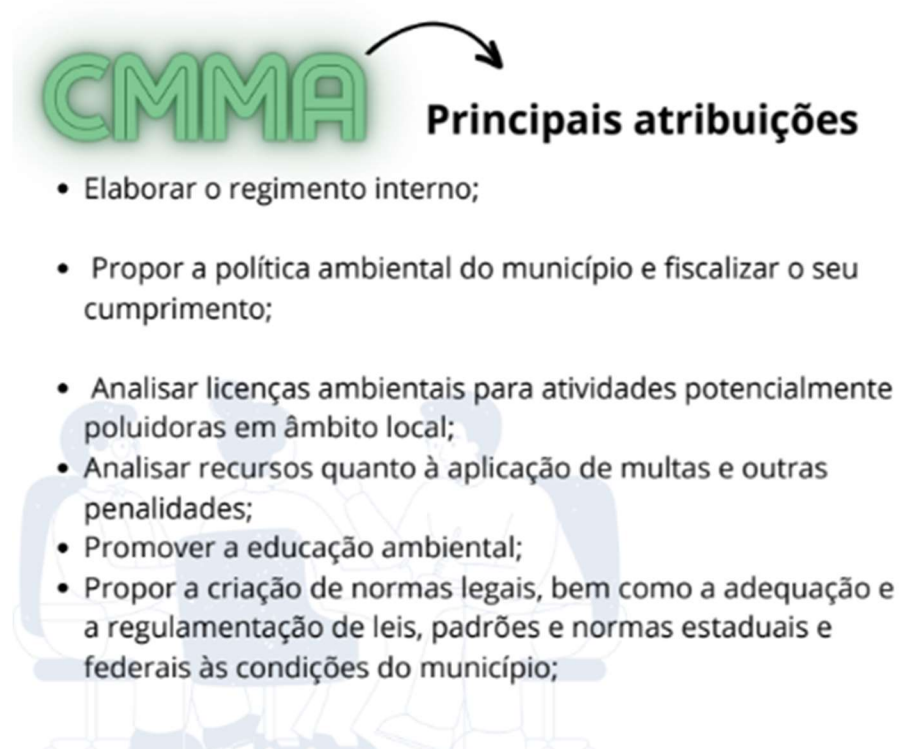 CMMA
Principais atribuições
• Elaborar o regimento interno;
• Propor a política ambiental do município e fiscalizar o seu
cumprimento;
• Analisar licenças ambientais para atividades potencialmente
poluidoras em âmbito local;
• Analisar recursos quanto à aplicação de multas e outras
penalidades;
• Promover a educação ambiental;
• Propor a criação de normas legais, bem como a adequação e
a regulamentação de leis, padrões e normas estaduais e
federais às condições do município;